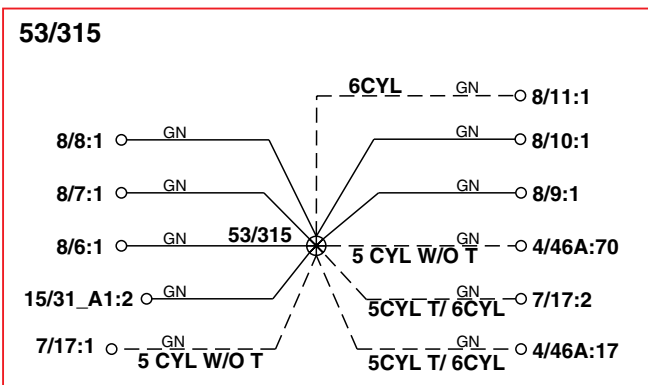 53/315
6CYL GN 8/11:1
8/8:1 GN
GN 8/10:1
8/7:1 GN
GN 8/9:1
8/6:1 GN 53/315
GN 4/46A:70
5 CYL W/O T
15/31_A1:2 GN
GN 7/17:2
5CYL T/ 6CYL
7/17:1 GN
5 CYL W/O T
GN 4/46A:17
5CYL T/ 6CYL